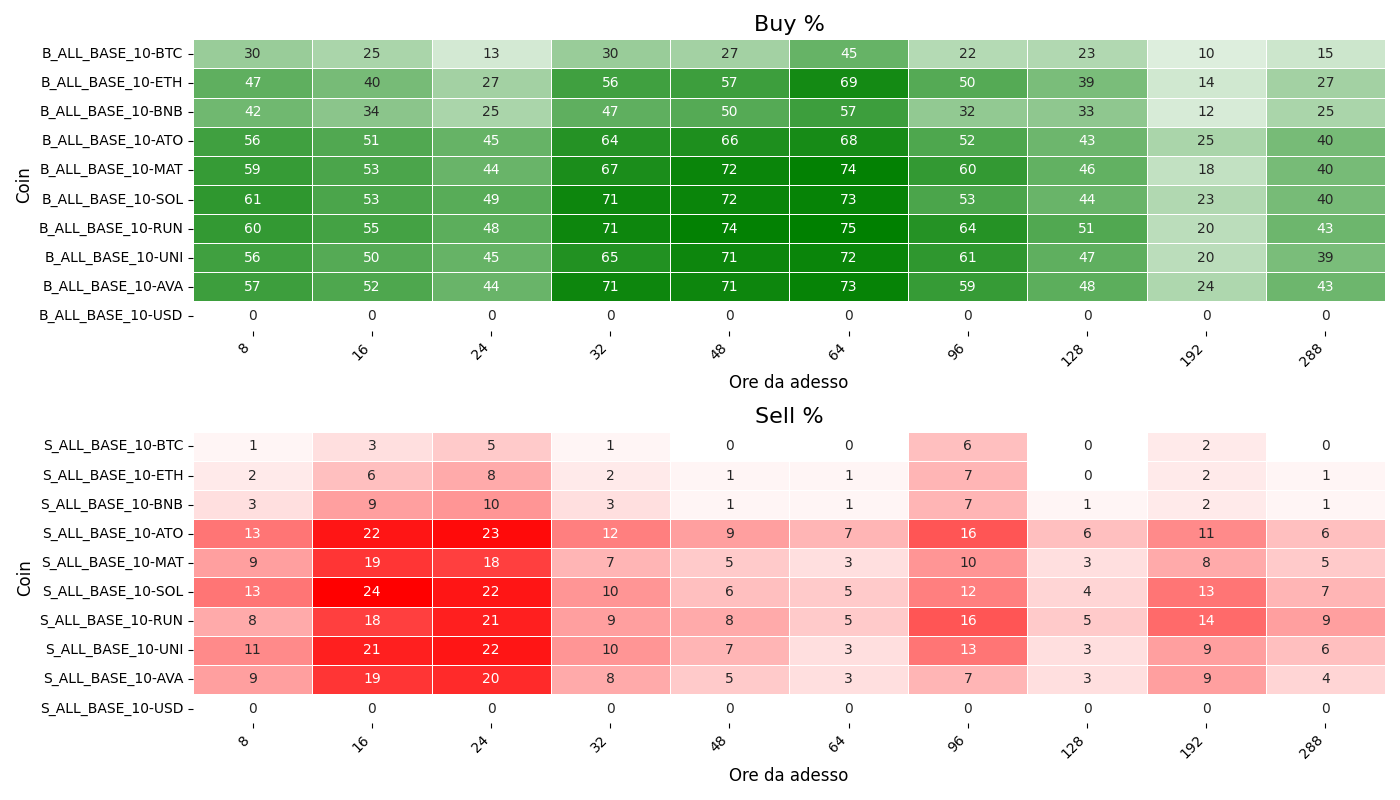 Buy %
Coin
B_ALL_BASE_10-BTC 30 25 13 30 27 45 22 23 10 15
B_ALL_BASE_10-ETH 47 40 27 56 57 69 50 39 14 27
B_ALL_BASE_10-BNB 42 34 25 47 50 57 32 33 12 25
B_ALL_BASE_10-ATO 56 51 45 64 66 68 52 43 25 40
B_ALL_BASE_10-MAT 59 53 44 67 72 74 60 46 18 40
B_ALL_BASE_10-SOL 61 53 49 71 72 73 53 44 23 40
B_ALL_BASE_10-RUN 60 55 48 71 74 75 64 51 20 43
B_ALL_BASE_10-UNI 56 50 45 65 71 72 61 47 20 39
B_ALL_BASE_10-AVA 57 52 44 71 71 73 59 48 24 43
B_ALL_BASE_10-USD 0 0 0 0 0 0 0 0 0 0
8 16 24 32 48 64 96 128 192 288
Ore da adesso
Sell %
Coin
S_ALL_BASE_10-BTC 1 3 5 1 0 0 6 0 2 0
S_ALL_BASE_10-ETH 2 6 8 2 1 1 7 0 2 1
S_ALL_BASE_10-BNB 3 9 10 3 1 1 7 1 2 1
S_ALL_BASE_10-ATO 13 22 23 12 9 7 16 6 11 6
S_ALL_BASE_10-MAT 9 19 18 7 5 3 10 3 8 5
S_ALL_BASE_10-SOL 13 24 22 10 6 5 12 4 13 7
S_ALL_BASE_10-RUN 8 18 21 9 8 5 16 5 14 9
S_ALL_BASE_10-UNI 11 21 22 10 7 3 13 3 9 6
S_ALL_BASE_10-AVA 9 19 20 8 5 3 7 3 9 4
S_ALL_BASE_10-USD 0 0 0 0 0 0 0 0 0 0
8 16 24 32 48 64 96 128 192 288
Ore da adesso